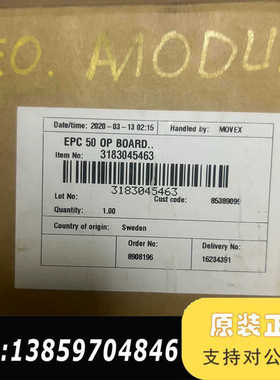 EO. MODU
Date/time: 2020-03-13 02:15
Handled by: MOVEX
EPC 50 OP BOARD..
Item No: 3183045463
3183045463
Lot No:
Cust code: 85389099
Quantity: 1.00
Country of origin: Sweden
Order No: 8908196
Delivery No: 16234391
原装正
支持对公
:13859704846